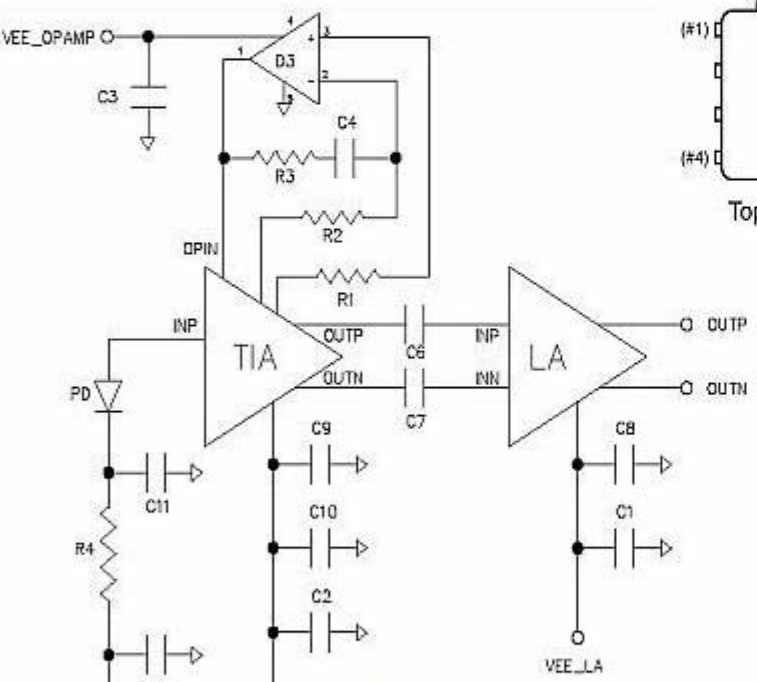 4
(#1)
VEE_OPAMP
1
+
3
D3
2
-
C3
5
C4
(#4)
R3
Top
R2
OPIN
R1
INP
OUTP
OUTP
TIA
C6
INP
LA
OUTN
INN
OUTN
PD
C7
C9
C8
C11
C10
C1
R4
C2
VEE_LA